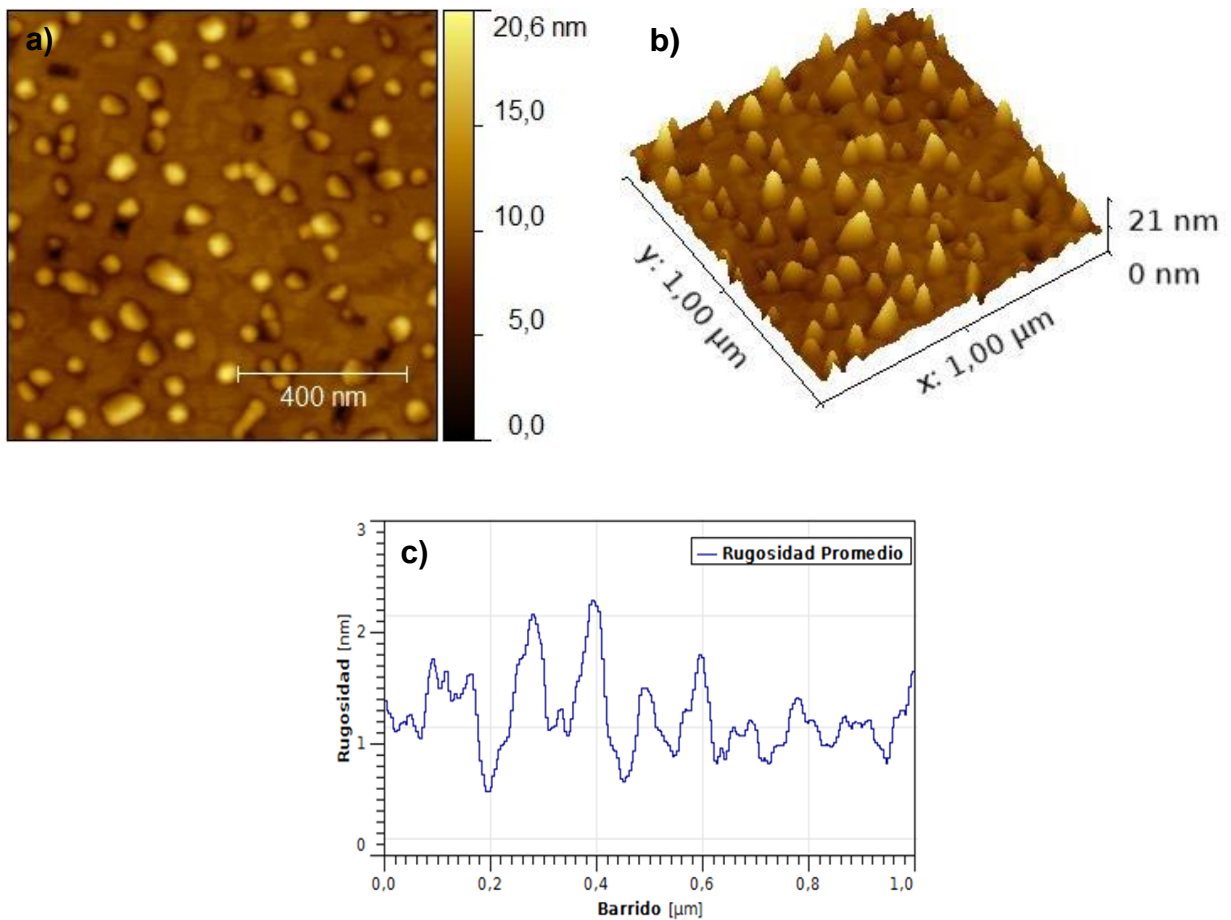 a)
20,6 nm
15,0
10,0
5,0
0,0
400 nm
b)
21 nm
0 nm
y: 1,00 µm
x: 1,00 µm
c)
Rugosidad Promedio
3
2
1
0
Rugosidad [nm]
0,0 0,2 0,4 0,6 0,8 1,0
Barrido [µm]